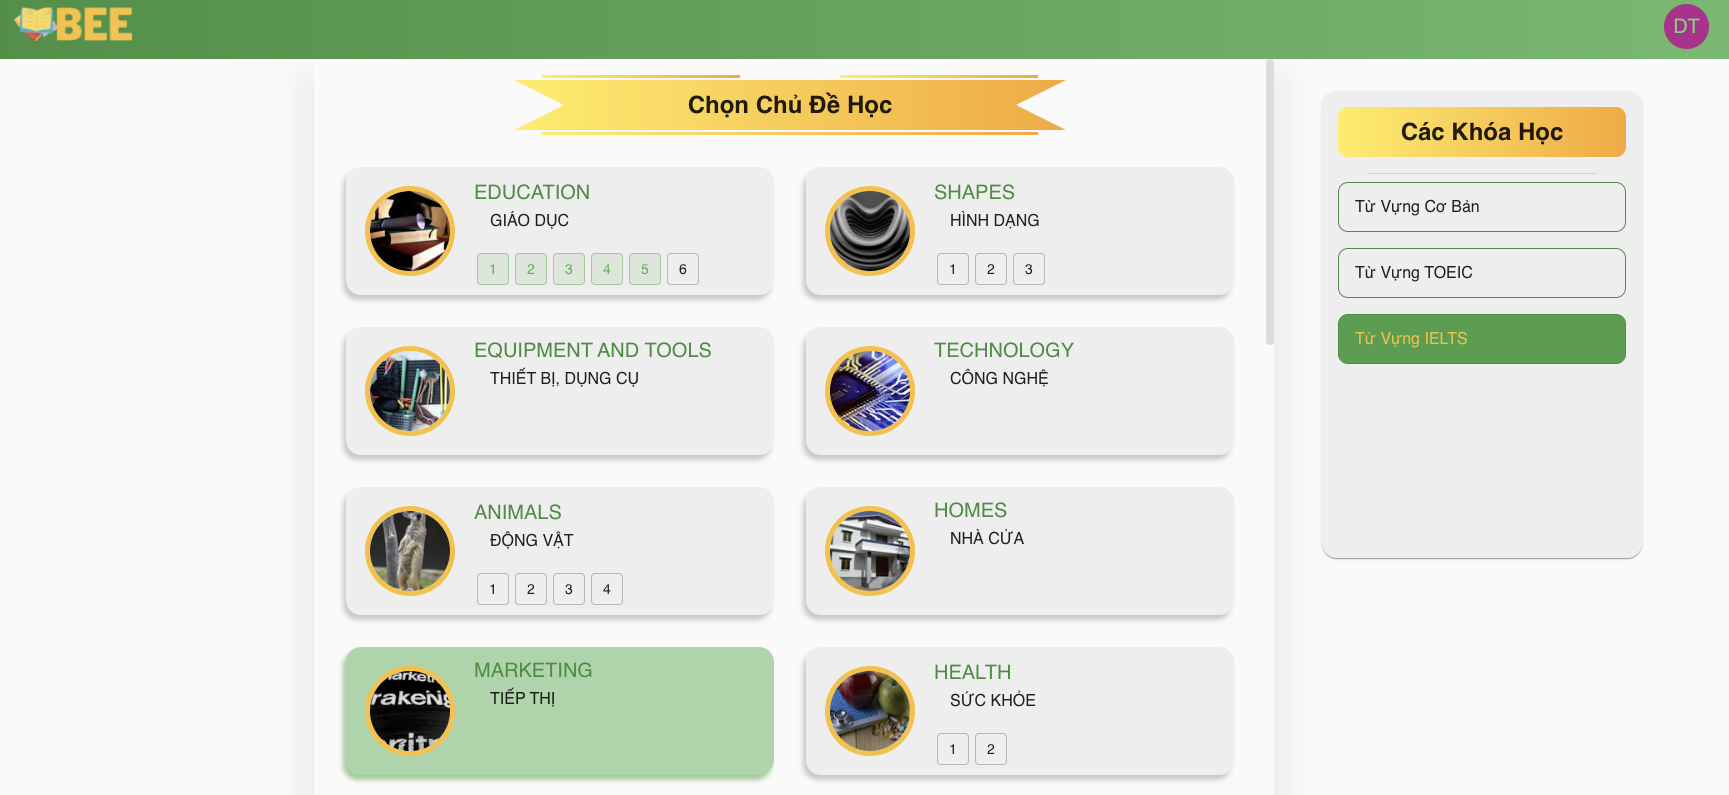 BEE
DT
Chọn Chủ Đề Học
EDUCATION
GIÁO DỤC
1 2 3 4 5 6
SHAPES
HÌNH DẠNG
1 2 3
EQUIPMENT AND TOOLS
THIẾT BỊ, DỤNG CỤ
TECHNOLOGY
CÔNG NGHỆ
ANIMALS
ĐỘNG VẬT
1 2 3 4
HOMES
NHÀ CỬA
MARKETING
TIẾP THỊ
HEALTH
SỨC KHỎE
1 2
Các Khóa Học
Từ Vựng Cơ Bản
Từ Vựng TOEIC
Từ Vựng IELTS